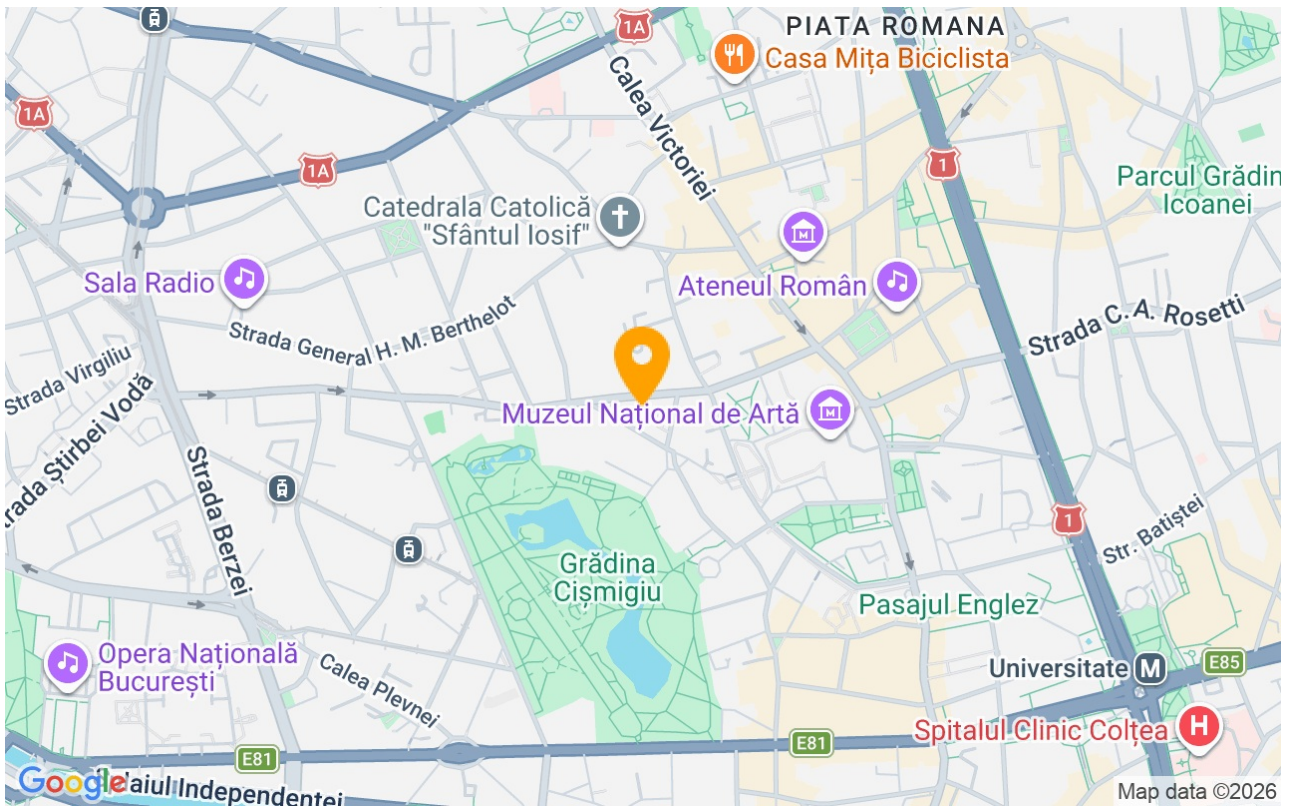 PIATA ROMANA
1A
Casa Mița Biciclista
Calea Victoriei
1A
1A
1
Parcul Grădin
Icoanei
Catedrala Catolică
"Sfântul Iosif"
Sala Radio
Ateneul Român
Strada C. A. Rosetti
Strada General H. M. Berthelot
Strada Virgiliu
trada Știrbei Vodă
Muzeul Național de Artă
Strada Berzei
1
Str. Batiștei
Grădina
Cișmigiu
Pasajul Englez
Opera Națională
București
Calea Plevnei
Universitate
M
E85
Spitalul Clinic Colțea
H
E81
E81
Google
laiul Independenței
Map data ©2026